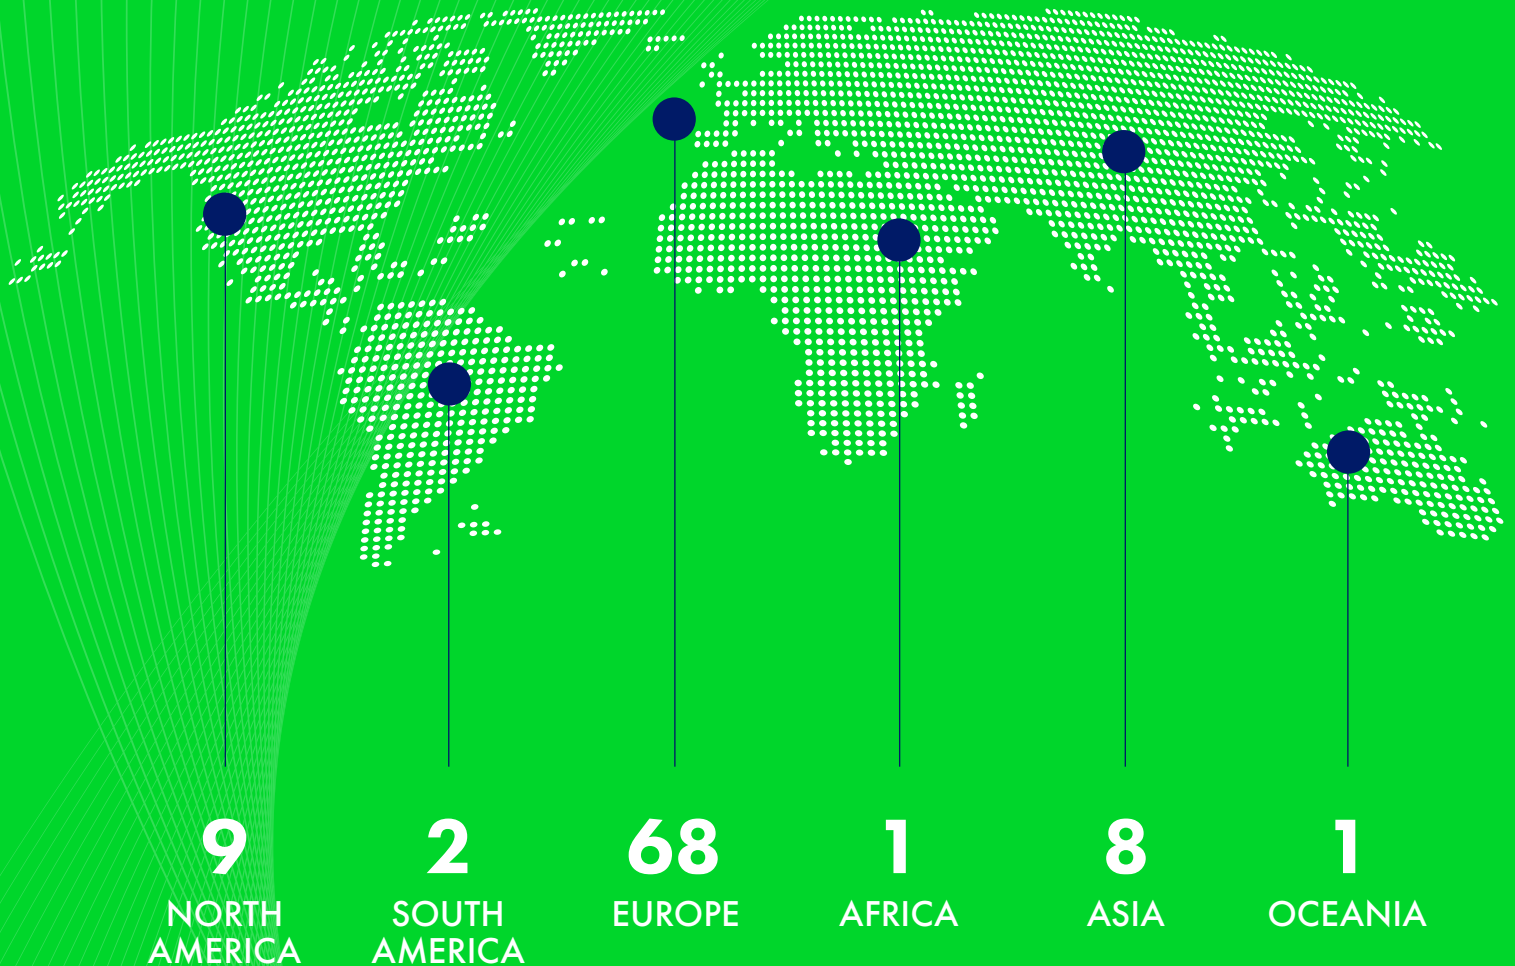 9
NORTH
AMERICA
2
SOUTH
AMERICA
68
EUROPE
1
AFRICA
8
ASIA
1
OCEANIA